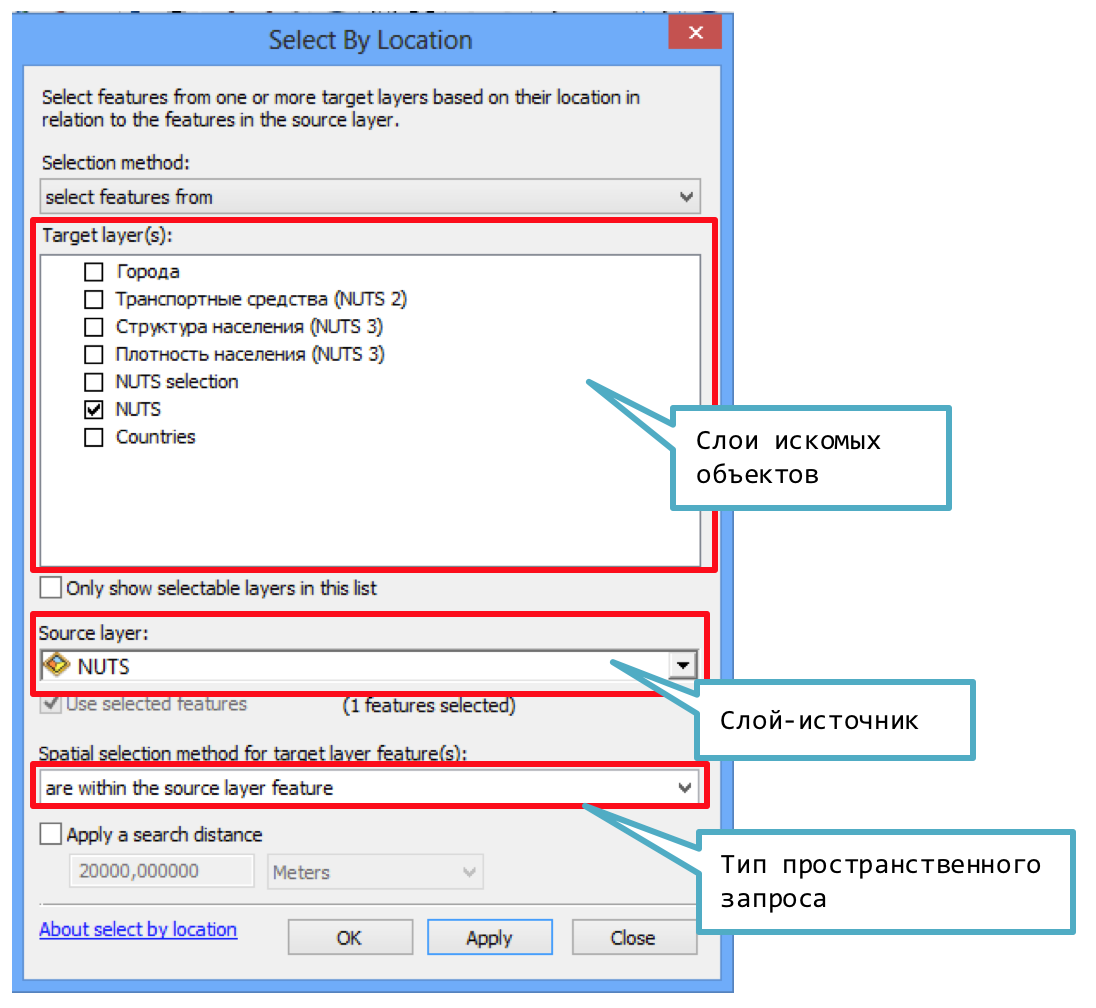 Select By Location
Select features from one or more target layers based on their location in
relation to the features in the source layer.
Selection method:
select features from
Target layer(s):
Города
Транспортные средства (NUTS 2)
Структура населения (NUTS 3)
Плотность населения (NUTS 3)
NUTS selection
NUTS
Countries
Слои искомых
объектов
Only show selectable layers in this list
Source layer:
NUTS
Use selected features (1 features selected)
Слой-источник
Spatial selection method for target layer feature(s):
are within the source layer feature
Apply a search distance
20000,000000 Meters
Тип пространственного
запроса
About select by location OK Apply Close